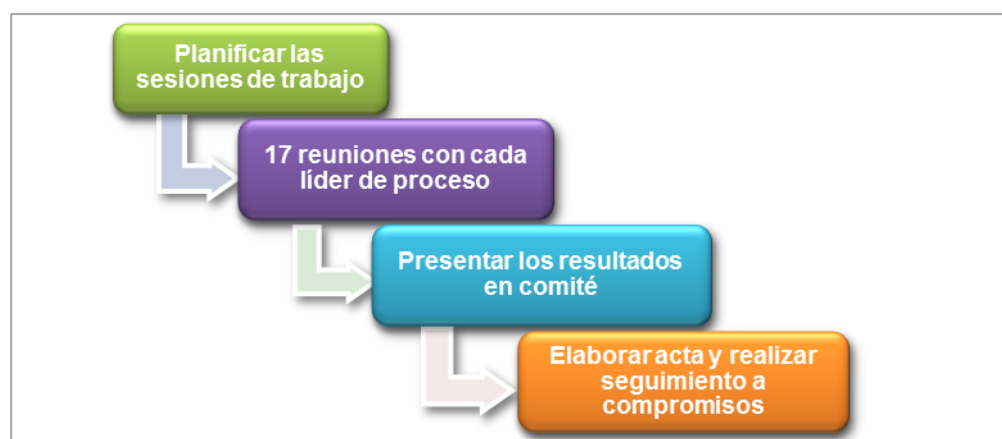 Planificar las
sesiones de trabajo
17 reuniones con cada
líder de proceso
Presentar los resultados
en comité
Elaborar acta y realizar
seguimiento a
compromisos